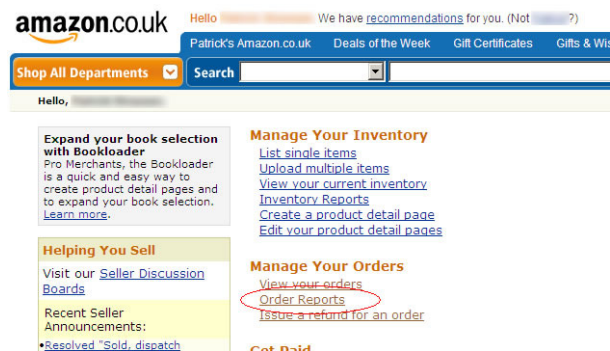 amazon.co.uk
Hello We have recommendations for you. (Not ?)
Patrick's Amazon.co.uk Deals of the Week Gift Certificates Gifts & Wis
Shop All Departments Search
Hello,
Expand your book selection
with Bookloader
Pro Merchants, the Bookloader
is a quick and easy way to
create product detail pages and
to expand your book selection.
Learn more.
Helping You Sell
Visit our Seller Discussion
Boards
Recent Seller
Announcements:
•Resolved "Sold, dispatch
Manage Your Inventory
List single items
Upload multiple items
View your current inventory
Inventory Reports
Create a product detail page
Edit your product detail pages
Manage Your Orders
View your orders
Order Reports
Issue a refund for an order
Get Paid